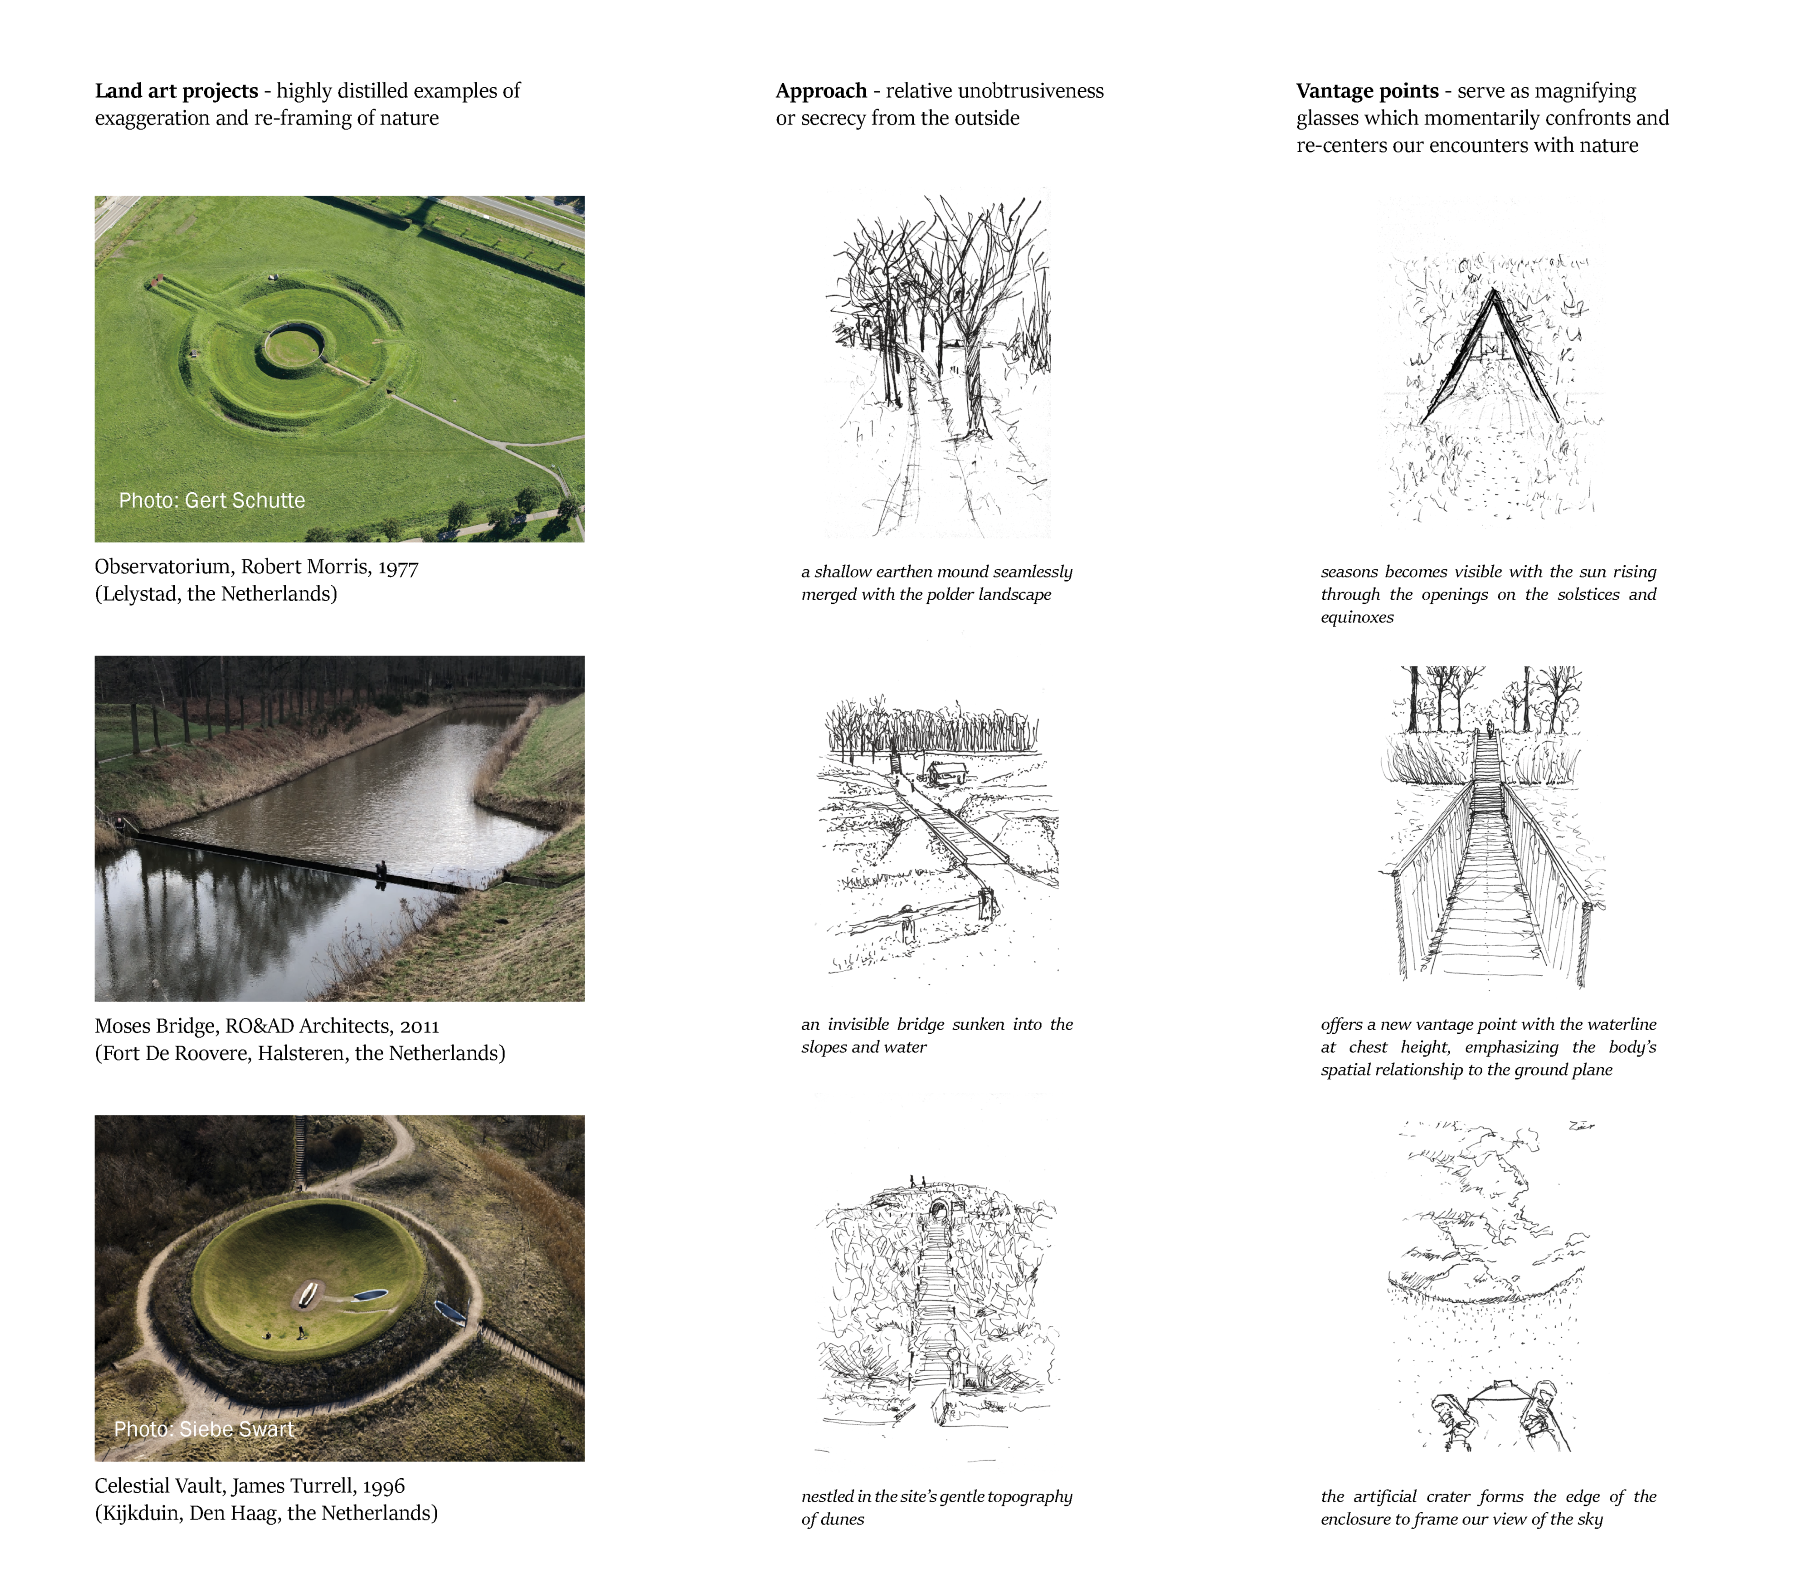 Land art projects - highly distilled examples of
exaggeration and re-framing of nature
Approach - relative unobtrusiveness
or secrecy from the outside
Vantage points - serve as magnifying
glasses which momentarily confronts and
re-centers our encounters with nature
Photo: Gert Schutte
Observatorium, Robert Morris, 1977
(Lelystad, the Netherlands)
a shallow earthen mound seamlessly
merged with the polder landscape
seasons becomes visible with the sun rising
through the openings on the solstices and
equinoxes
Moses Bridge, RO&AD Architects, 2011
(Fort De Roovere, Halsteren, the Netherlands)
an invisible bridge sunken into the
slopes and water
offers a new vantage point with the waterline
at chest height, emphasizing the body's
spatial relationship to the ground plane
Photo: Siebe Swart
Celestial Vault, James Turrell, 1996
(Kijkduin, Den Haag, the Netherlands)
nestled in the site's gentle topography
of dunes
the artificial crater forms the edge of the
enclosure to frame our view of the sky